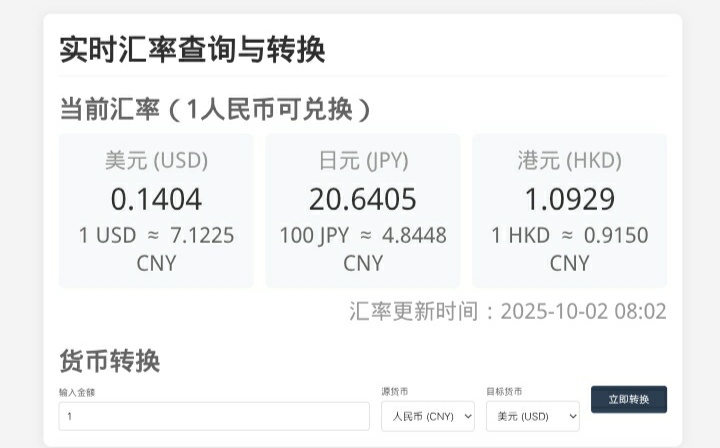 实时汇率查询与转换
当前汇率（1人民币可兑换）
美元 (USD)
0.1404
1 USD ≈ 7.1225
CNY
日元 (JPY)
20.6405
100 JPY ≈ 4.8448
CNY
港元 (HKD)
1.0929
1 HKD ≈ 0.9150
CNY
汇率更新时间：2025-10-02 08:02
货币转换
输入金额
1
源货币
人民币 (CNY)
目标货币
美元 (USD)
立即转换